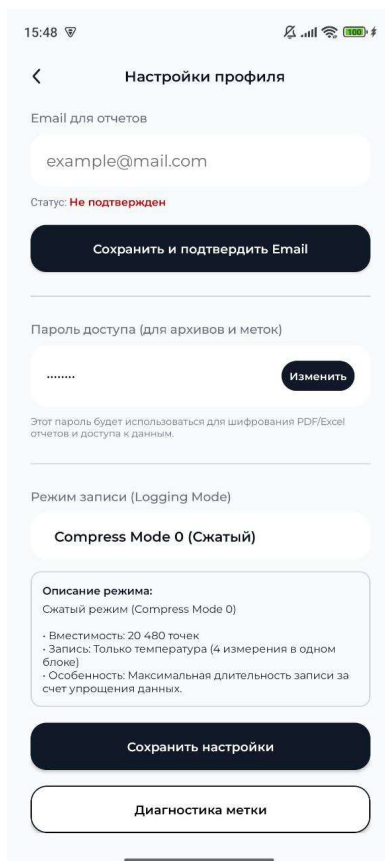 15:48
100
Настройки профиля
Email для отчетов
example@mail.com
Статус: Не подтвержден
Сохранить и подтвердить Email
Пароль доступа (для архивов и меток)
········
Изменить
Этот пароль будет использоваться для шифрования PDF/Excel
отчетов и доступа к данным.
Режим записи (Logging Mode)
Compress Mode 0 (Сжатый)
Описание режима:
Сжатый режим (Compress Mode 0)
• Вместимость: 20 480 точек
• Запись: Только температура (4 измерения в одном
блоке)
• Особенность: Максимальная длительность записи за
счет упрощения данных.
Сохранить настройки
Диагностика метки